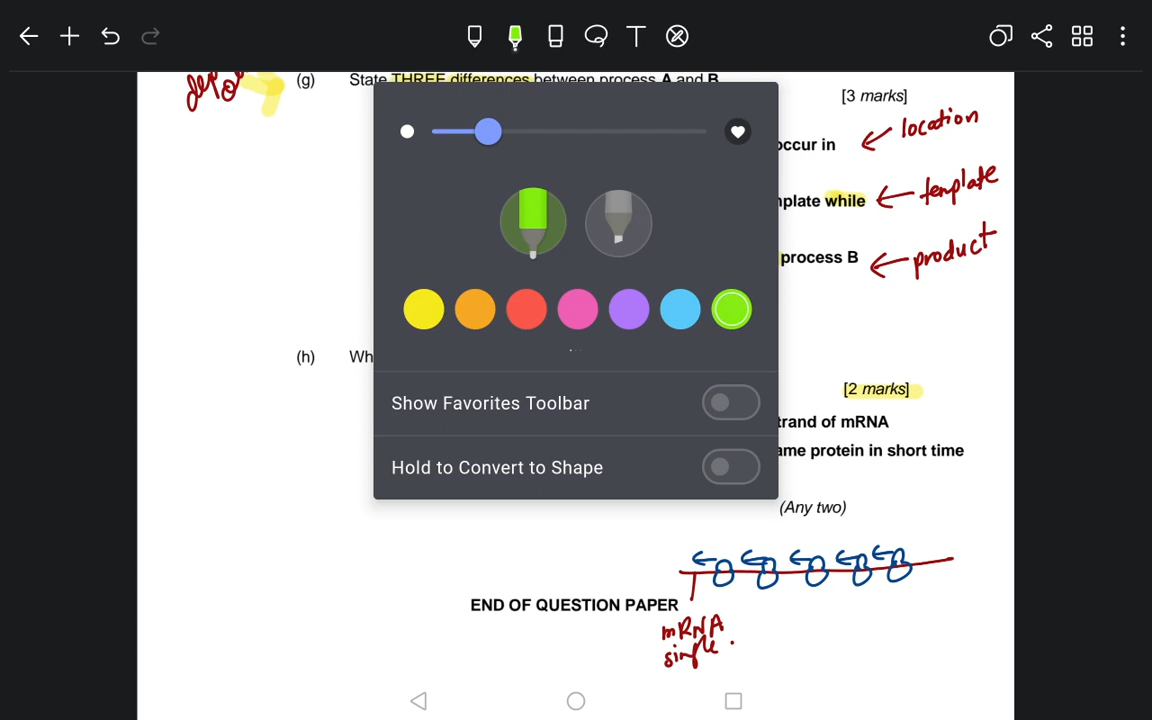 (g) State THREE differences between process A and B
[3 marks]
occur in
location
nplate while
template
process B
product
(h) Wh
[2 marks]
trand of mRNA
ame protein in short time
(Any two)
Show Favorites Toolbar
Hold to Convert to Shape
END OF QUESTION PAPER
mRNA
single
T